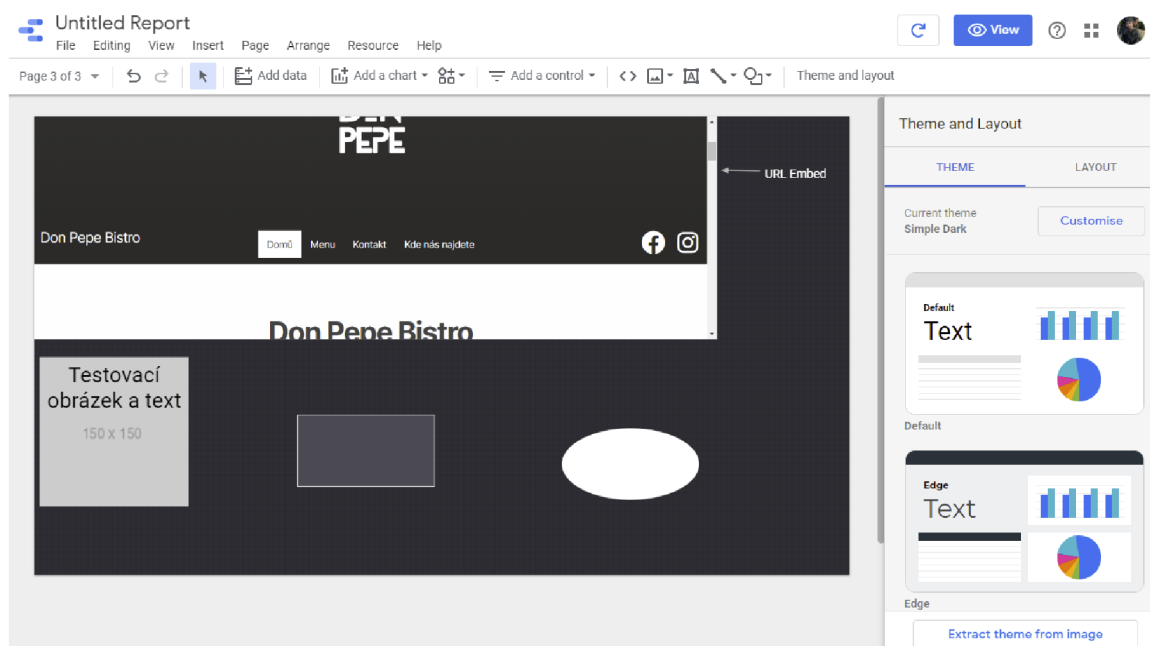 Untitled Report
File Editing View Insert Page Arrange Resource Help
View
Page 3 of 3
Add data
Add a chart
Add a control
Theme and layout
PEPE
Don Pepe Bistro
Domů Menu Kontakt Kde nás najdete
URL Embed
Don Pepe Bistro
Testovací
obrázek a text
150 x 150
Theme and Layout
THEME LAYOUT
Current theme
Simple Dark
Customise
Default
Text
Default
Edge
Text
Edge
Extract theme from image